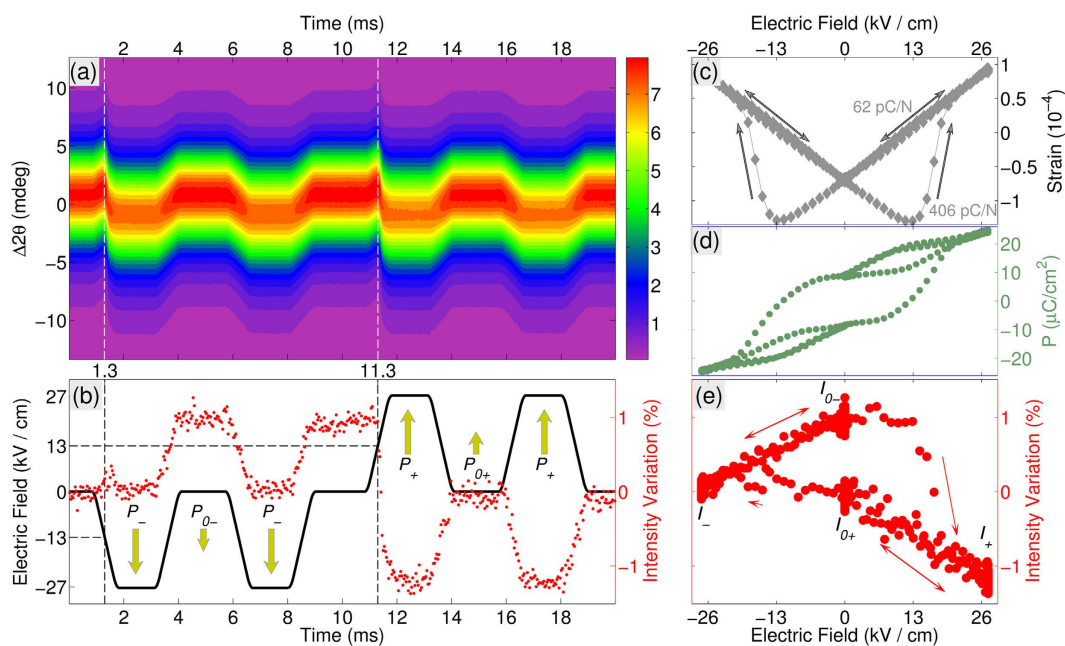 Time (ms)
2 4 6 8 10 12 14 16 18
(a)
10
5
0
−5
−10
Δ2θ (mdeg)
7
6
5
4
3
2
1
1.3 11.3
(b)
27
13
0
−13
−27
Electric Field (kV / cm)
P_ P0− P_ P+ P0+ P+
1
0
−1
Intensity Variation (%)
2 4 6 8 10 12 14 16 18
Time (ms)
Electric Field (kV / cm)
−26 −13 0 13 26
(c)
62 pC/N
406 pC/N
1
0.5
0
−0.5
−1
Strain (10⁻⁴)
(d)
20
10
0
−10
−20
P (μC/cm²)
(e)
I0−
I_
I0+
I+
1
0
−1
Intensity Variation (%)
−26 −13 0 13 26
Electric Field (kV / cm)